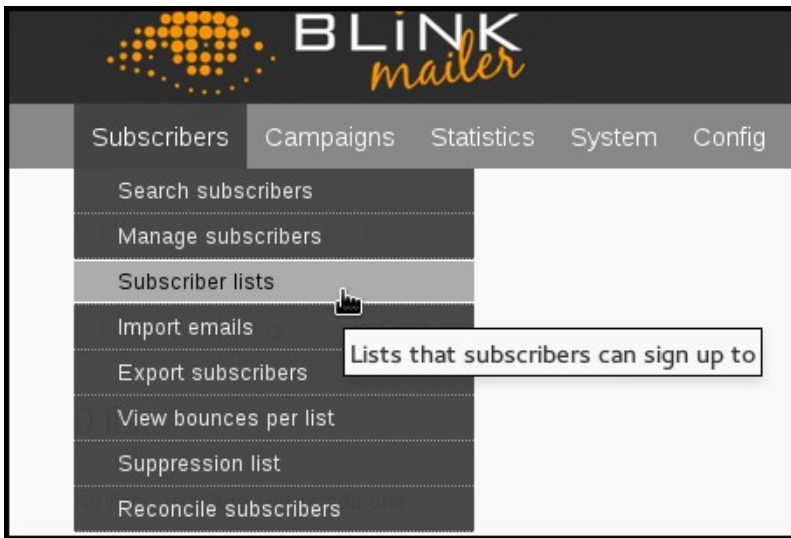 BLiNK
mailer
Subscribers Campaigns Statistics System Config
Search subscribers
Manage subscribers
Subscriber lists
Import emails
Lists that subscribers can sign up to
Export subscribers
View bounces per list
Suppression list
Reconcile subscribers